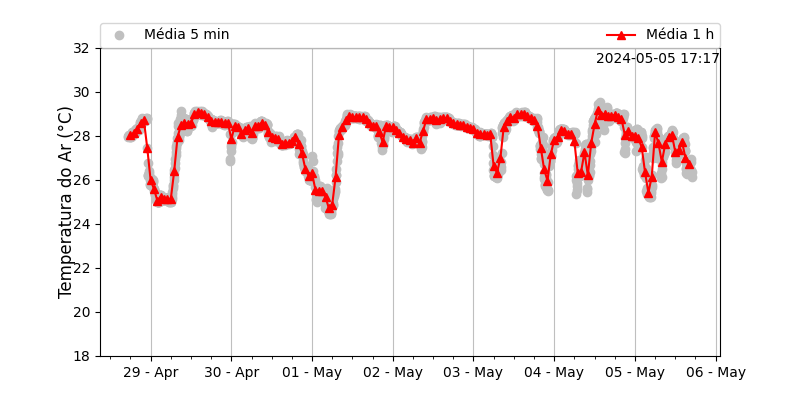 Média 5 min
Média 1 h
2024-05-05 17:17
Temperatura do Ar (°C)
32
30
28
26
24
22
20
18
29 - Apr
30 - Apr
01 - May
02 - May
03 - May
04 - May
05 - May
06 - May